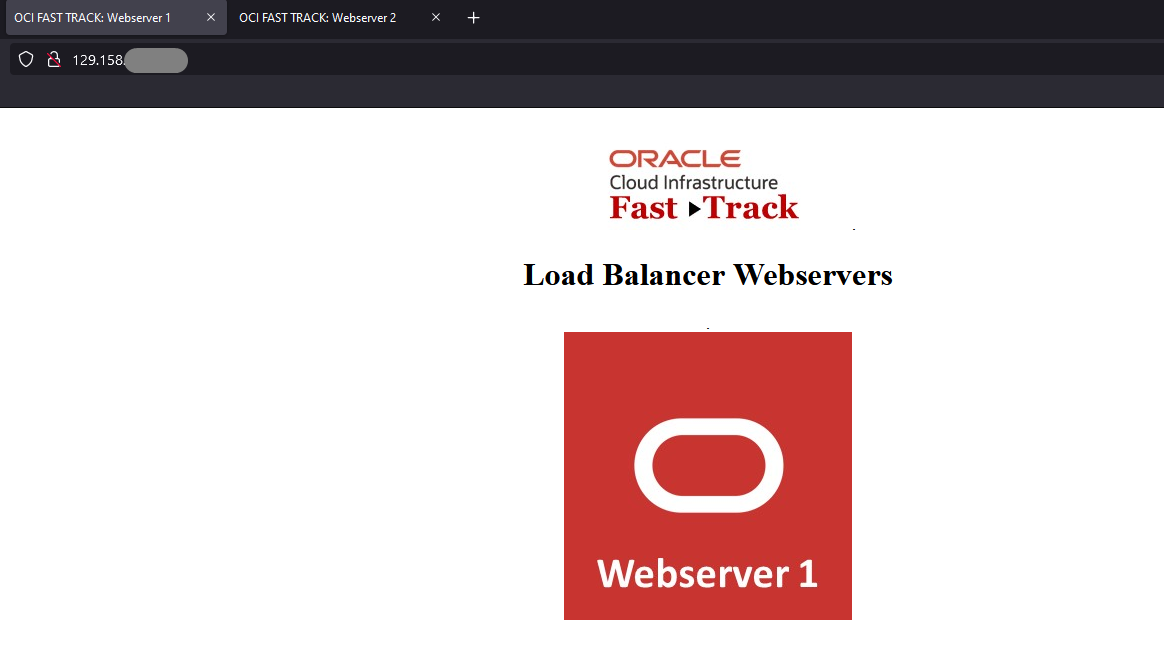 OCI FAST TRACK: Webserver 1
OCI FAST TRACK: Webserver 2
129.158.
ORACLE
Cloud Infrastructure
Fast Track
Load Balancer Webservers
Webserver 1